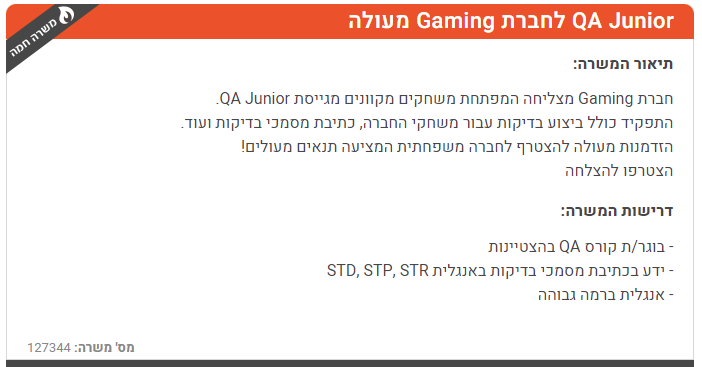 QA Junior לחברת Gaming מעולה
משרה חמה
תיאור המשרה:
חברת Gaming מצליחה המפתחת משחקים מקוונים מגייסת QA Junior.
התפקיד כולל ביצוע בדיקות עבור משחקי החברה, כתיבת מסמכי בדיקות ועוד.
הזדמנות מעולה להצטרף לחברה משפחתית המציעה תנאים מעולים!
הצטרפו להצלחה
דרישות המשרה:
- בוגר/ת קורס QA בהצטיינות
- ידע בכתיבת מסמכי בדיקות באנגלית STD, STP, STR
- אנגלית ברמה גבוהה
מס' משרה: 127344